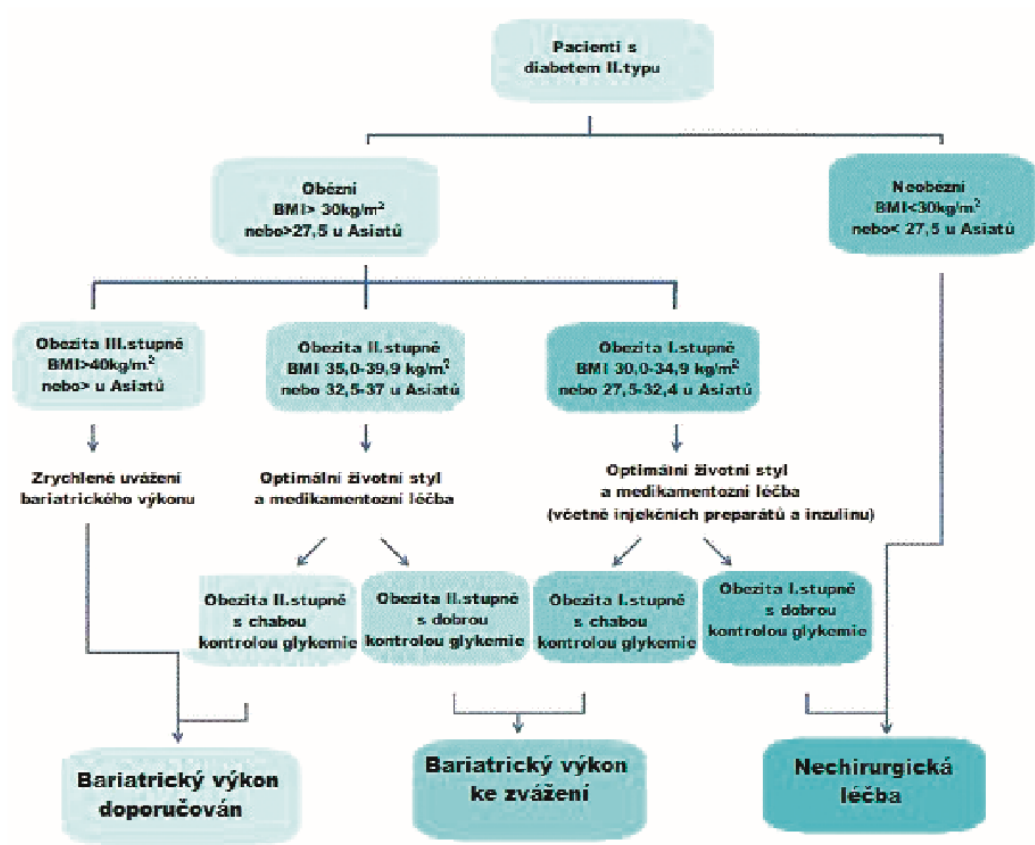 Pacienti s
diabetem II.typu
Obézní
BMI> 30kg/m²
nebo>27,5 u Asiatů
Neobézní
BMI<30kg/m²
nebo< 27,5 u Asiatů
Obezita III.stupně
BMI>40kg/m²
nebo> u Asiatů
Obezita II.stupně
BMI 35,0-39,9 kg/m²
nebo 32,5-37 u Asiatů
Obezita I.stupně
BMI 30,0-34,9 kg/m²
nebo 27,5-32,4 u Asiatů
Zrychlené uvážení
bariatrického výkonu
Optimální životní styl
a medikamentozní léčba
Optimální životní styl
a medikamentozní léčba
(včetně injekčních preparátů a inzulinu)
Obezita II.stupně
s chabou
kontrolou glykemie
Obezita II.stupně
s dobrou
kontrolou glykemie
Obezita I.stupně
s chabou
kontrolou glykemie
Obezita I.stupně
s dobrou
kontrolou glykemie
Bariatrický výkon
doporučován
Bariatrický výkon
ke zvážení
Nechirurgická
léčba